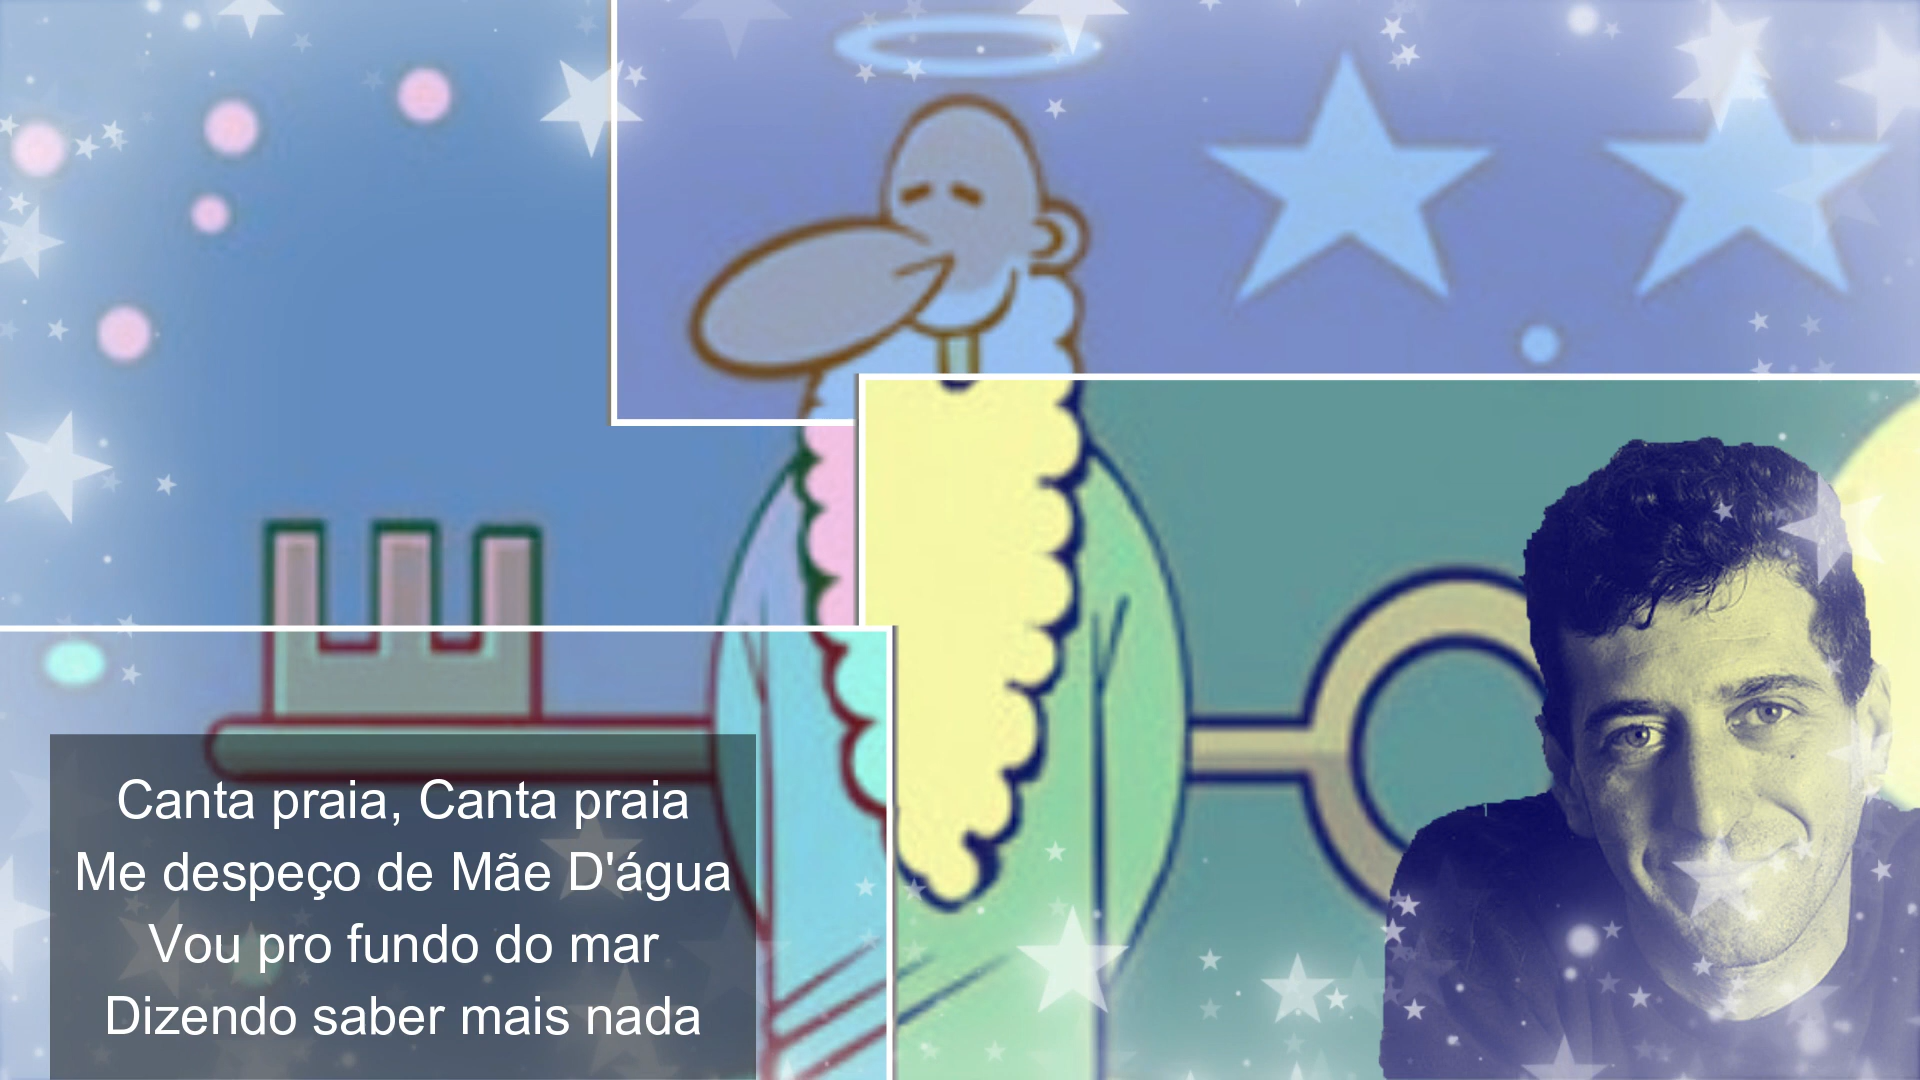 Canta praia, Canta praia
Me despeço de Mãe D'água
Vou pro fundo do mar
Dizendo saber mais nada